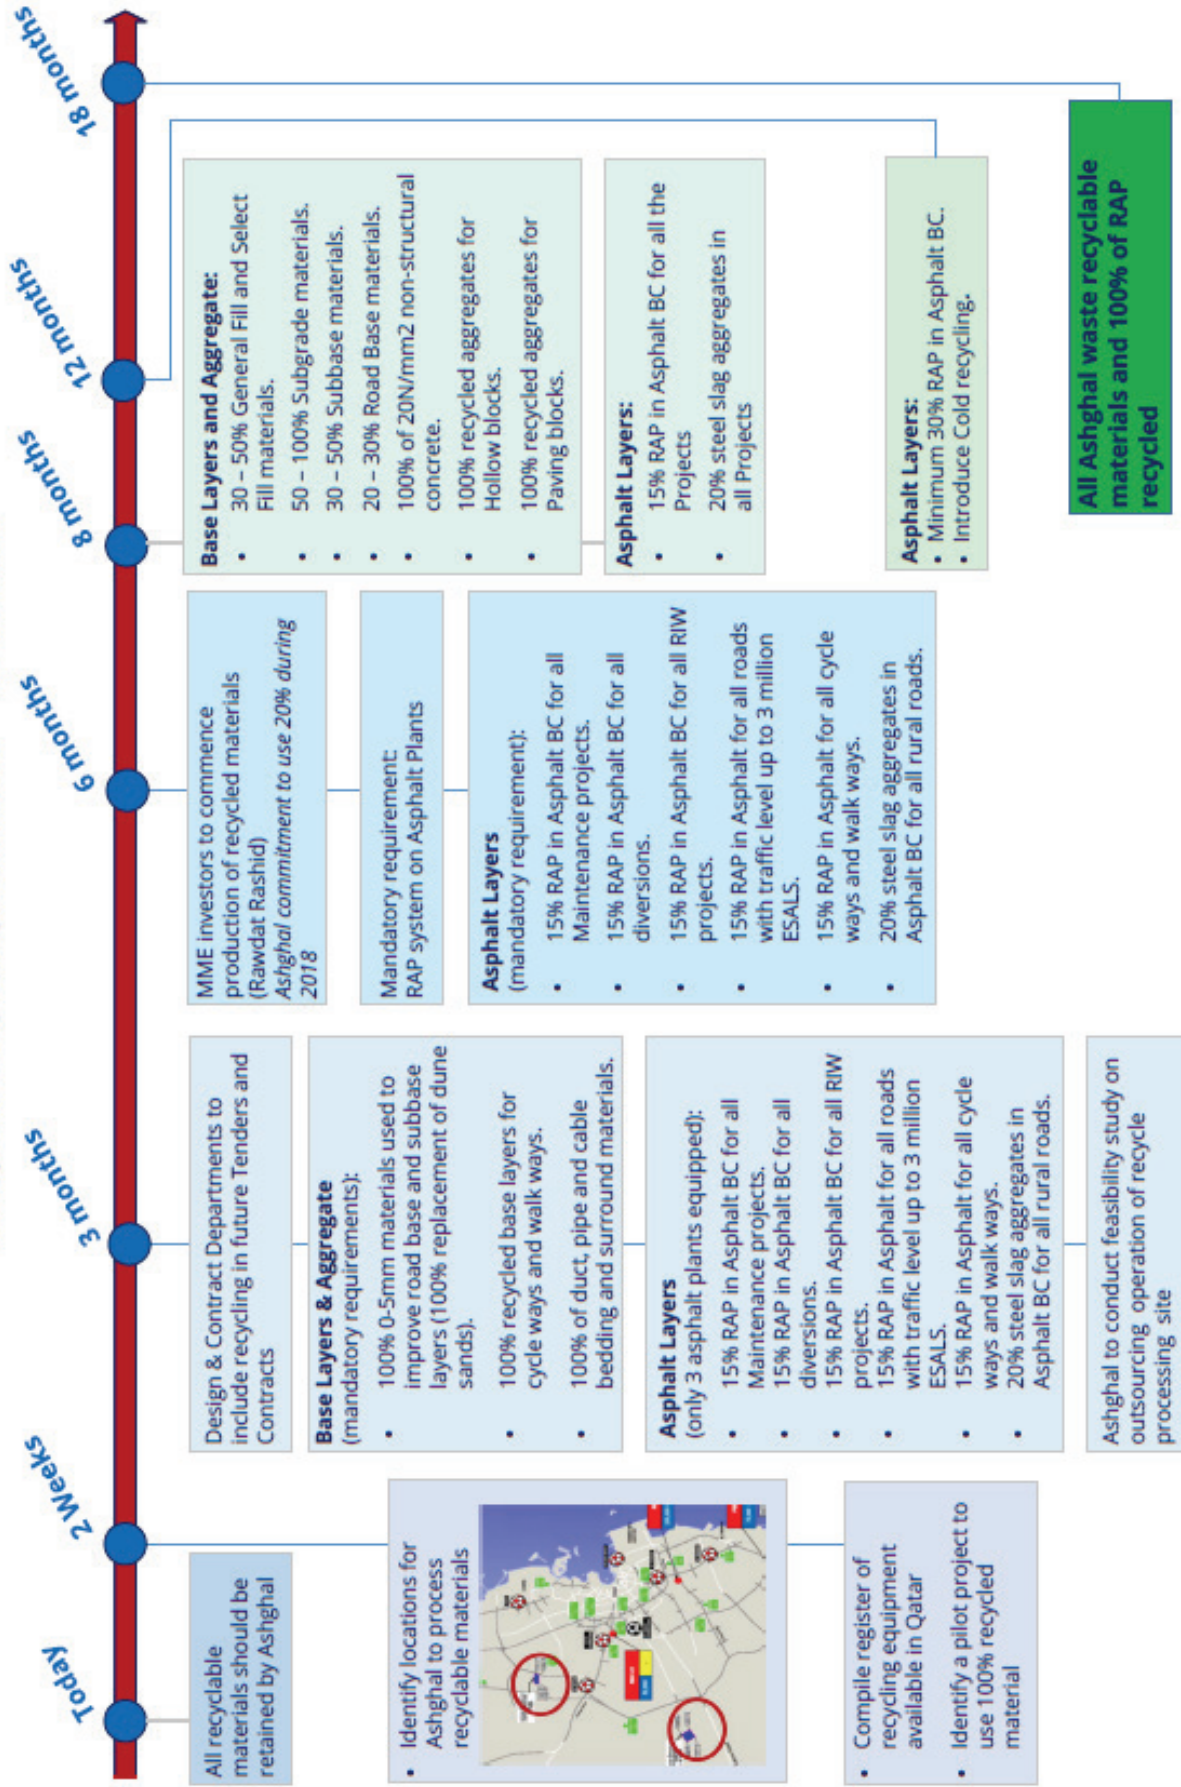 Today
2 Weeks
3 months
6 months
8 months
12 months
18 months
All recyclable
materials should be
retained by Ashghal
• Identify locations for
Ashghal to process
recyclable materials
• Compile register of
recycling equipment
available in Qatar
• Identify a pilot project to
use 100% recycled
material
Design & Contract Departments to
include recycling in future Tenders and
Contracts
Base Layers & Aggregate
(mandatory requirements):
• 100% 0-5mm materials used to
improve road base and subbase
layers (100% replacement of dune
sands).
• 100% recycled base layers for
cycle ways and walk ways.
• 100% of duct, pipe and cable
bedding and surround materials.
Asphalt Layers
(only 3 asphalt plants equipped):
• 15% RAP in Asphalt BC for all
Maintenance projects.
• 15% RAP in Asphalt BC for all
diversions.
• 15% RAP in Asphalt BC for all RIW
projects.
• 15% RAP in Asphalt for all roads
with traffic level up to 3 million
ESALS.
• 15% RAP in Asphalt for all cycle
ways and walk ways.
• 20% steel slag aggregates in
Asphalt BC for all rural roads.
Ashghal to conduct feasibility study on
outsourcing operation of recycle
processing site
MME investors to commence
production of recycled materials
(Rawdat Rashid)
Ashghal commitment to use 20% during
2018
Mandatory requirement:
RAP system on Asphalt Plants
Asphalt Layers
(mandatory requirement):
• 15% RAP in Asphalt BC for all
Maintenance projects.
• 15% RAP in Asphalt BC for all
diversions.
• 15% RAP in Asphalt BC for all RIW
projects.
• 15% RAP in Asphalt for all roads
with traffic level up to 3 million
ESALS.
• 15% RAP in Asphalt for all cycle
ways and walk ways.
• 20% steel slag aggregates in
Asphalt BC for all rural roads.
Base Layers and Aggregate:
• 30 – 50% General Fill and Select
Fill materials.
• 50 – 100% Subgrade materials.
• 30 – 50% Subbase materials.
• 20 – 30% Road Base materials.
• 100% of 20N/mm2 non-structural
concrete.
• 100% recycled aggregates for
Hollow blocks.
• 100% recycled aggregates for
Paving blocks.
Asphalt Layers:
• 15% RAP in Asphalt BC for all the
Projects
• 20% steel slag aggregates in
all Projects
Asphalt Layers:
• Minimum 30% RAP in Asphalt BC.
• Introduce Cold recycling.
All Ashghal waste recyclable
materials and 100% of RAP
recycled